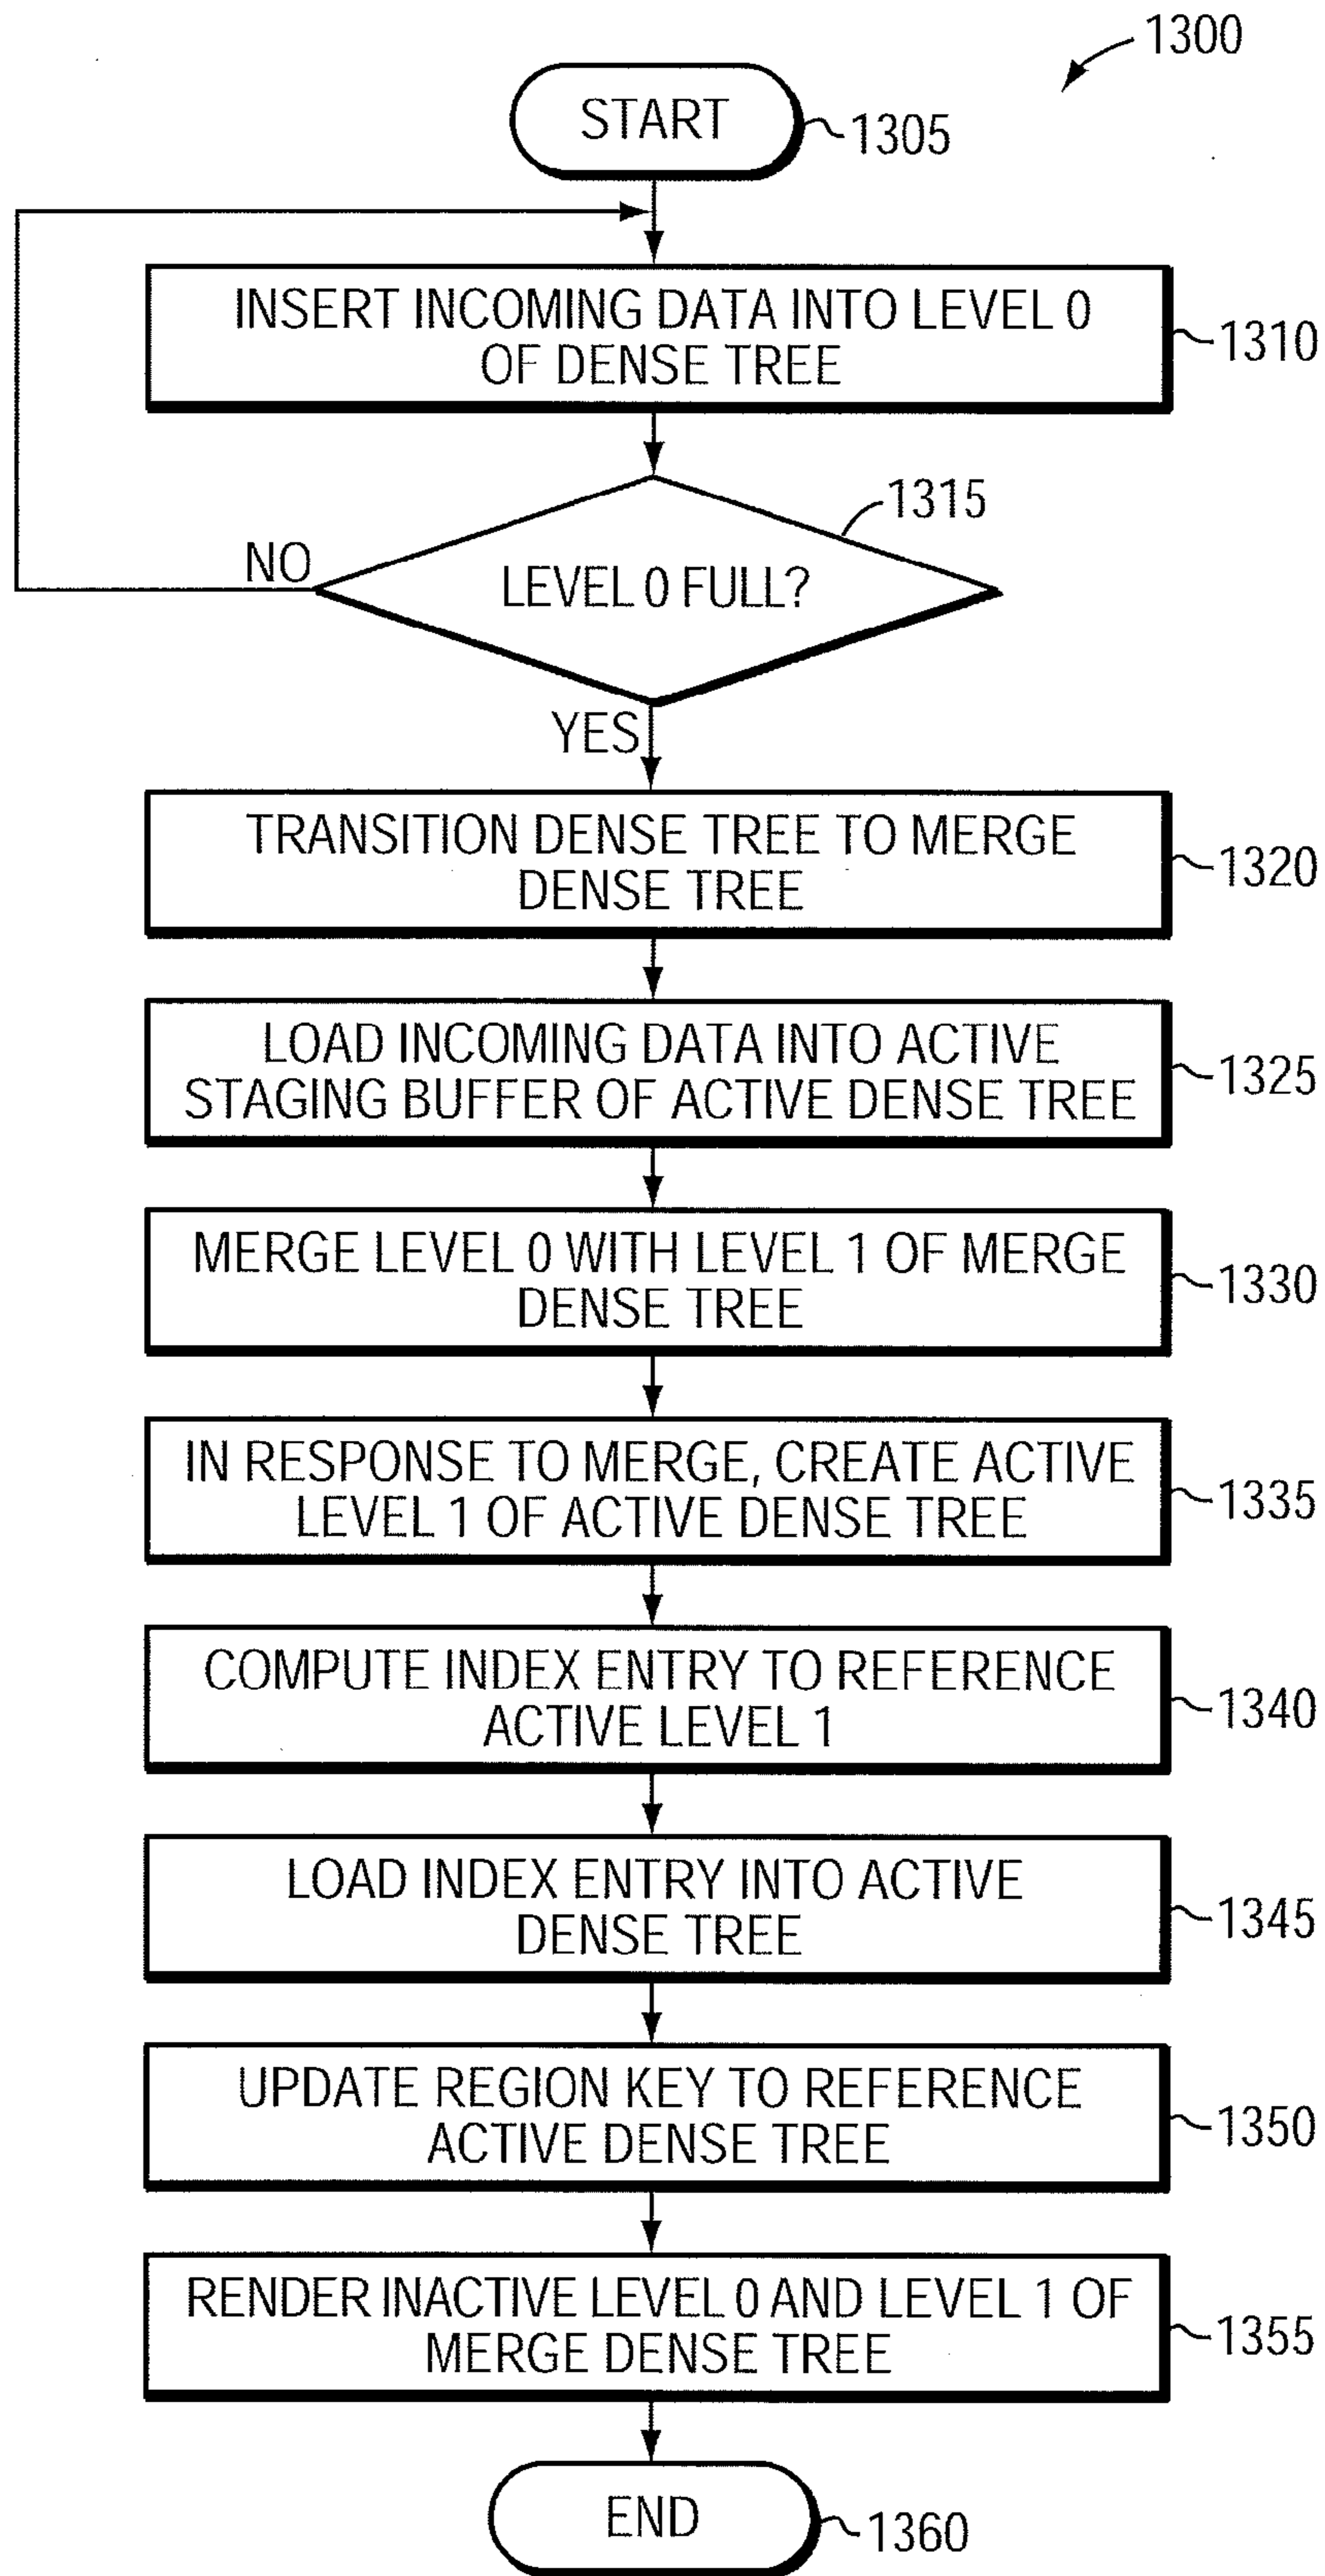 1300
START
1305
INSERT INCOMING DATA INTO LEVEL 0
OF DENSE TREE
1310
1315
LEVEL 0 FULL?
NO
YES
TRANSITION DENSE TREE TO MERGE
DENSE TREE
1320
LOAD INCOMING DATA INTO ACTIVE
STAGING BUFFER OF ACTIVE DENSE TREE
1325
MERGE LEVEL 0 WITH LEVEL 1 OF MERGE
DENSE TREE
1330
IN RESPONSE TO MERGE, CREATE ACTIVE
LEVEL 1 OF ACTIVE DENSE TREE
1335
COMPUTE INDEX ENTRY TO REFERENCE
ACTIVE LEVEL 1
1340
LOAD INDEX ENTRY INTO ACTIVE
DENSE TREE
1345
UPDATE REGION KEY TO REFERENCE
ACTIVE DENSE TREE
1350
RENDER INACTIVE LEVEL 0 AND LEVEL 1 OF
MERGE DENSE TREE
1355
END
1360